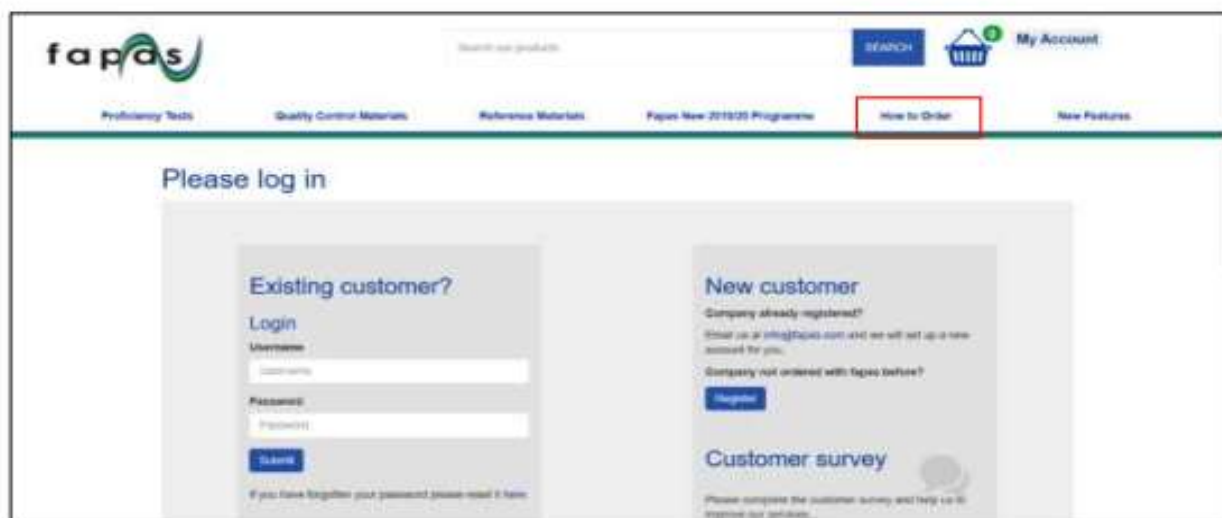 fapas
Search our products
SEARCH
0
My Account
Proficiency Tests
Quality Control Materials
Reference Materials
Fapas New 2019/20 Programme
How to Order
New Features
Please log in
Existing customer?
Login
Username
Username
Password
Password
Submit
If you have forgotten your password please reset it here
New customer
Company already registered?
Email us at info@fapas.com and we will set up a new
account for you.
Company not ordered with fapas before?
Register
Customer survey
Please complete the customer survey and help us to
improve our services.